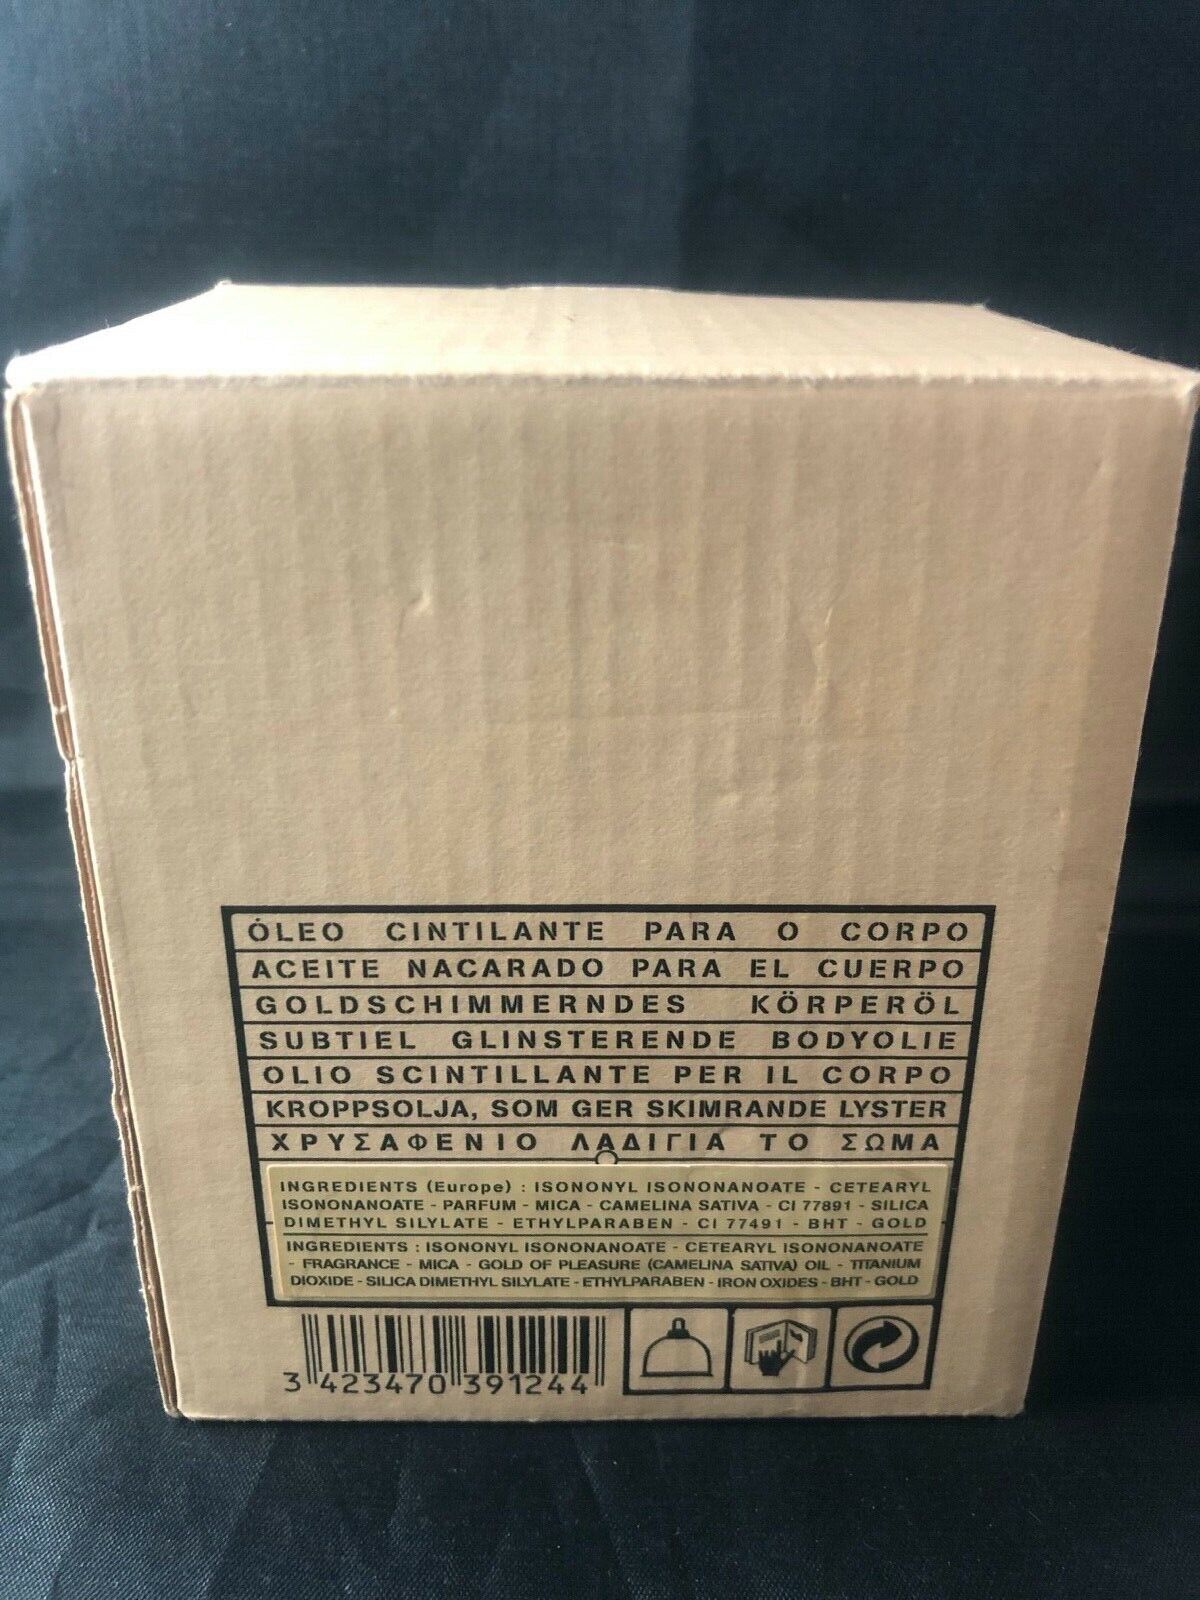 ÓLEO CINTILANTE PARA O CORPO
ACEITE NACARADO PARA EL CUERPO
GOLDSCHIMMERNDES KÖRPERÖL
SUBTIEL GLINSTERENDE BODYOLIE
OLIO SCINTILLANTE PER IL CORPO
KROPPSOLJA, SOM GER SKIMRANDE LYSTER
ΧΡΥΣΑΦΕΝΙΟ ΛΑΔΙΓΙΑ ΤΟ ΣΩΜΑ
INGREDIENTS (Europe) : ISONONYL ISONONANOATE - CETEARYL
ISONONANOATE - PARFUM - MICA - CAMELINA SATIVA - CI 77891 - SILICA
DIMETHYL SILYLATE - ETHYLPARABEN - CI 77491 - BHT - GOLD
INGREDIENTS : ISONONYL ISONONANOATE - CETEARYL ISONONANOATE
- FRAGRANCE - MICA - GOLD OF PLEASURE (CAMELINA SATIVA) OIL - TITANIUM
DIOXIDE - SILICA DIMETHYL SILYLATE - ETHYLPARABEN - IRON OXIDES - BHT - GOLD
3 423470 391244